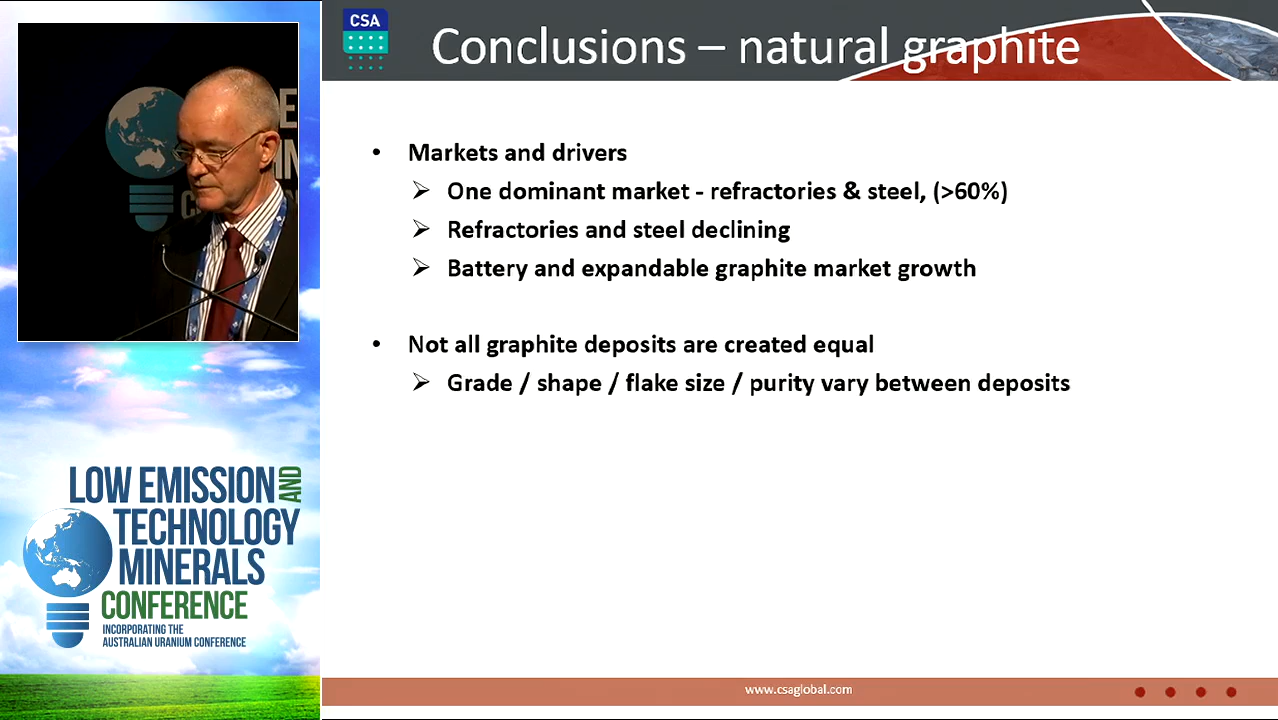 CSA
Conclusions – natural graphite
• Markets and drivers
➢ One dominant market - refractories & steel, (>60%)
➢ Refractories and steel declining
➢ Battery and expandable graphite market growth
• Not all graphite deposits are created equal
➢ Grade / shape / flake size / purity vary between deposits
LOW EMISSION AND
TECHNOLOGY
MINERALS
CONFERENCE
INCORPORATING THE
AUSTRALIAN URANIUM CONFERENCE
www.csaglobal.com